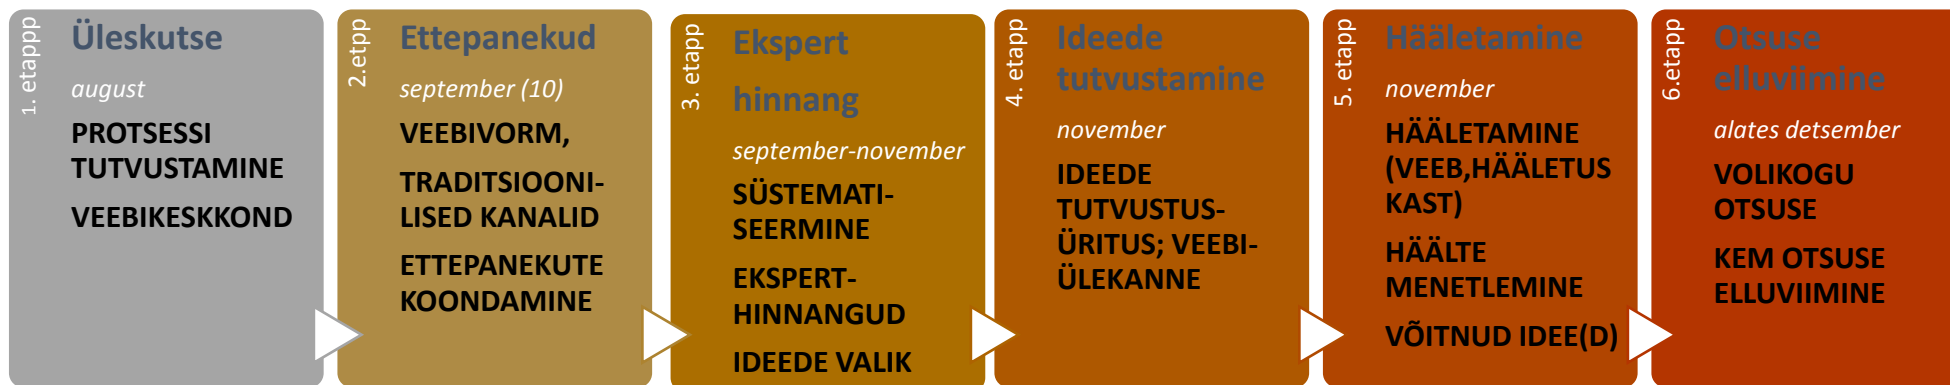 1. etappp
Üleskutse
august
PROTSESSI
TUTVUSTAMINE
VEEBIKESKKOND
2.etpp
Ettepanekud
september (10)
VEEBIVORM,
TRADITSIOONI-
LISED KANALID
ETTEPANEKUTE
KOONDAMINE
3. etapp
Ekspert
hinnang
september-november
SÜSTEMATI-
SEERMINE
EKSPERT-
HINNANGUD
IDEEDE VALIK
4. etapp
Ideede
tutvustamine
november
IDEEDE
TUTVUSTUS-
ÜRITUS; VEEBI-
ÜLEKANNE
5. etapp
Hääletamine
november
HÄÄLETAMINE
(VEEB,HÄÄLETUS
KAST)
HÄÄLTE
MENETLEMINE
VÕITNUD IDEE(D)
6.etapp
Otsuse
elluviimine
alates detsember
VOLIKOGU
OTSUSE
KEM OTSUSE
ELLUVIIMINE